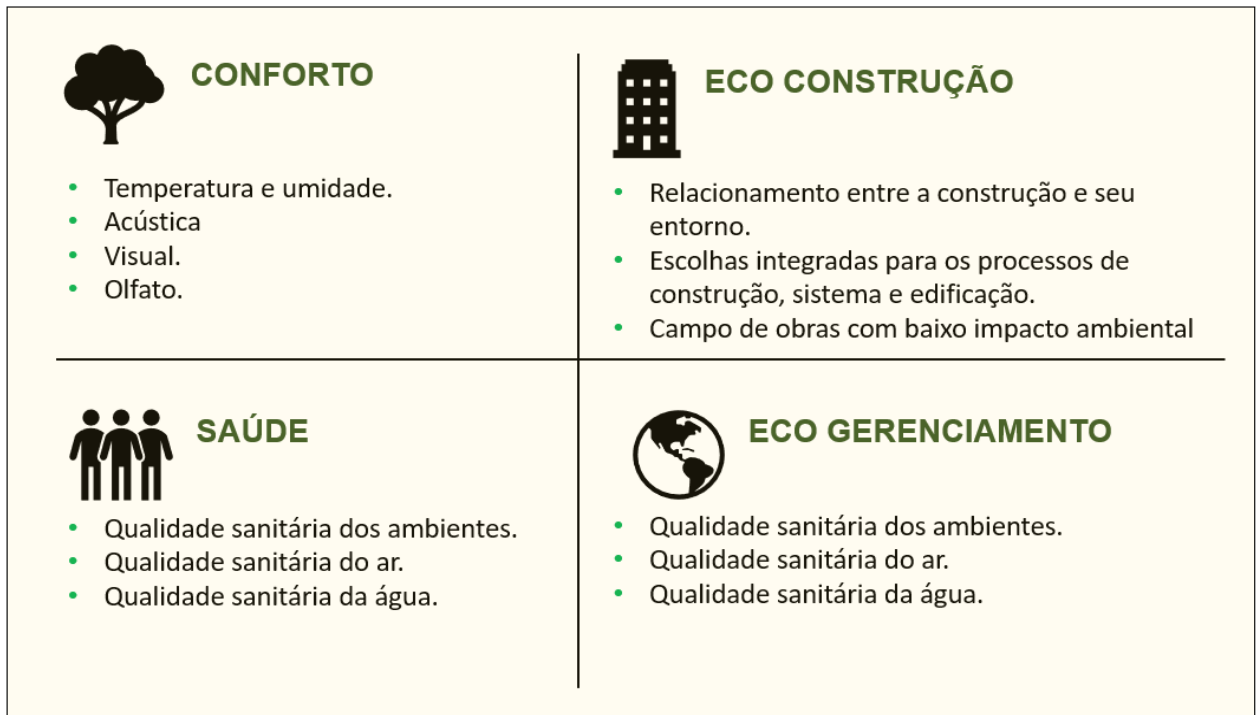 CONFORTO
• Temperatura e umidade.
• Acústica
• Visual.
• Olfato.
ECO CONSTRUÇÃO
• Relacionamento entre a construção e seu
entorno.
• Escolhas integradas para os processos de
construção, sistema e edificação.
• Campo de obras com baixo impacto ambiental
SAÚDE
• Qualidade sanitária dos ambientes.
• Qualidade sanitária do ar.
• Qualidade sanitária da água.
ECO GERENCIAMENTO
• Qualidade sanitária dos ambientes.
• Qualidade sanitária do ar.
• Qualidade sanitária da água.